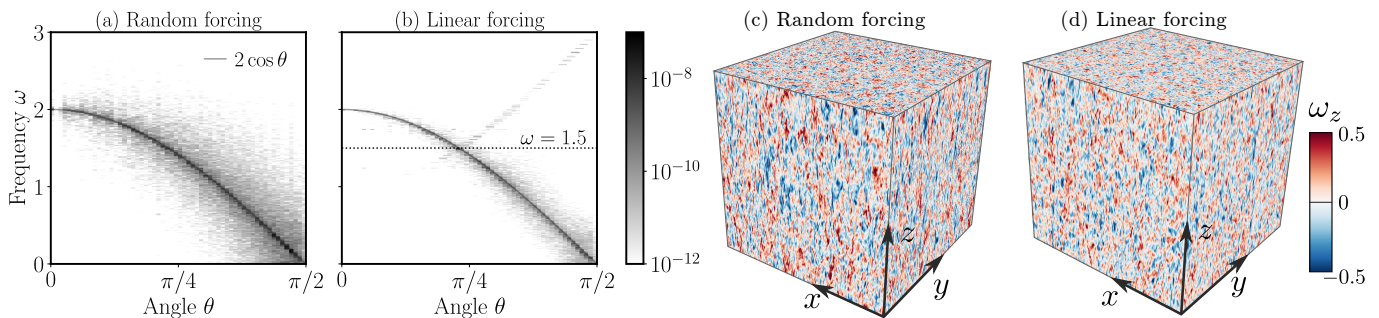 (a) Random forcing
3
2
1
0
Frequency ω
2 cos θ
0
π/4
π/2
Angle θ
(b) Linear forcing
ω = 1.5
0
π/4
π/2
Angle θ
10⁻⁸
10⁻¹⁰
10⁻¹²
(c) Random forcing
z
y
x
(d) Linear forcing
z
y
x
ω_z
0.5
0
−0.5